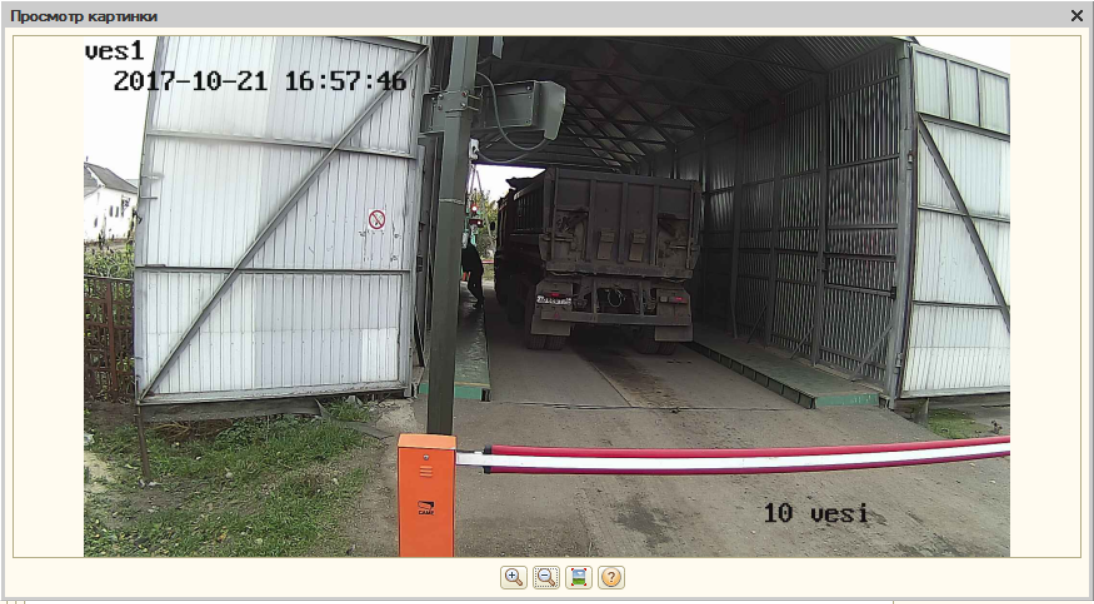 Просмотр картинки
ves1
2017-10-21 16:57:46
CAME
10 vesi